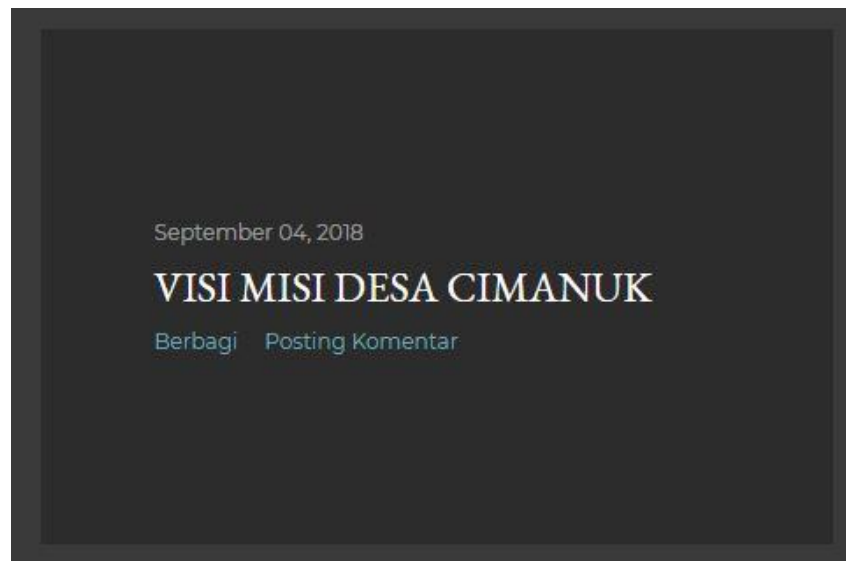 September 04, 2018
VISI MISI DESA CIMANUK
Berbagi Posting Komentar